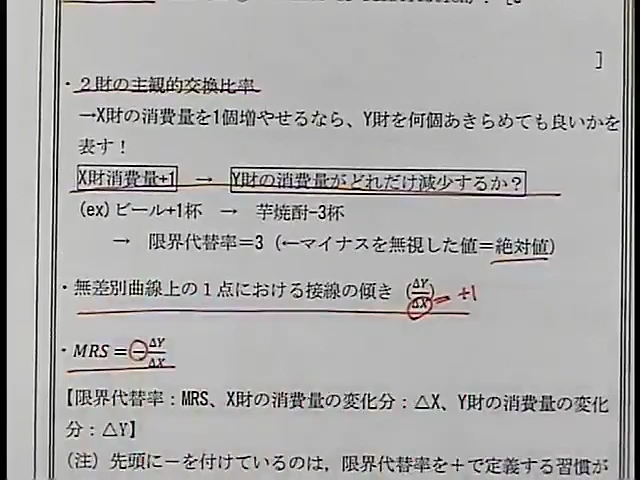 ]
・２財の主観的交換比率
→X財の消費量を1個増やせるなら、Y財を何個あきらめても良いかを
表す！
X財消費量+1 → Y財の消費量がどれだけ減少するか？
(ex)ビール+1杯 → 芋焼酎-3杯
→ 限界代替率＝3（←マイナスを無視した値＝絶対値）
・無差別曲線上の１点における接線の傾き (ΔY/ΔX) +1
・MRS = −ΔY/ΔX
【限界代替率：MRS、X財の消費量の変化分：△X、Y財の消費量の変化
分：△Y】
（注）先頭に－を付けているのは，限界代替率を＋で定義する習慣が